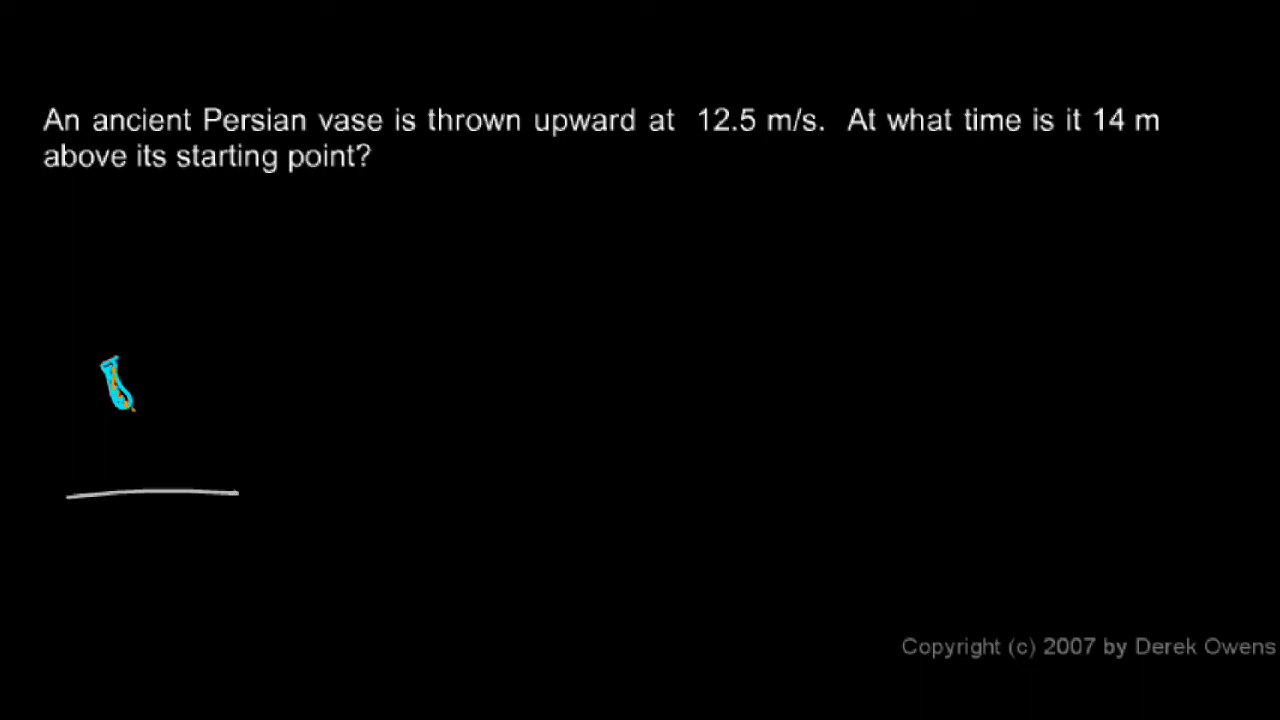 An ancient Persian vase is thrown upward at 12.5 m/s. At what time is it 14 m
above its starting point?
Copyright (c) 2007 by Derek Owens